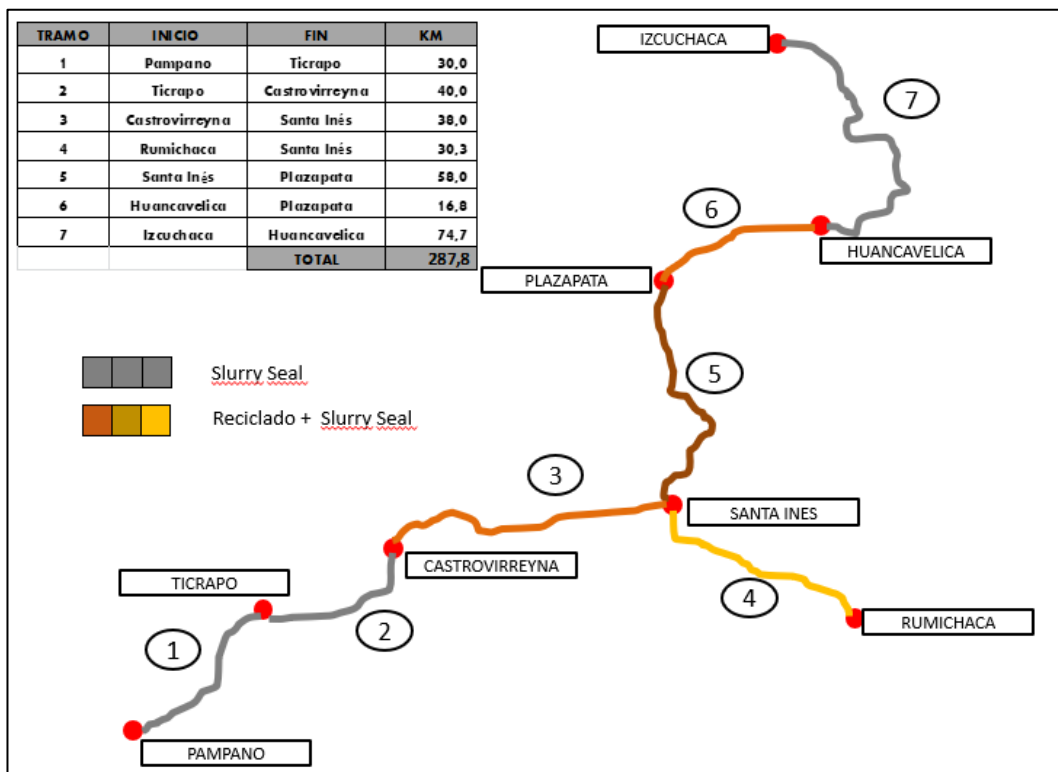 TRAMO INICIO FIN KM
1 Pampano Ticrapo 30,0
2 Ticrapo Castrovirreyna 40,0
3 Castrovirreyna Santa Inés 38,0
4 Rumichaca Santa Inés 30,3
5 Santa Inés Plazapata 58,0
6 Huancavelica Plazapata 16,8
7 Izcuchaca Huancavelica 74,7
TOTAL 287,8
IZCUCHACA
7
6
HUANCAVELICA
PLAZAPATA
Slurry Seal
5
Reciclado + Slurry Seal
3
SANTA INES
CASTROVIRREYNA
TICRAPO
4
RUMICHACA
2
1
PAMPANO